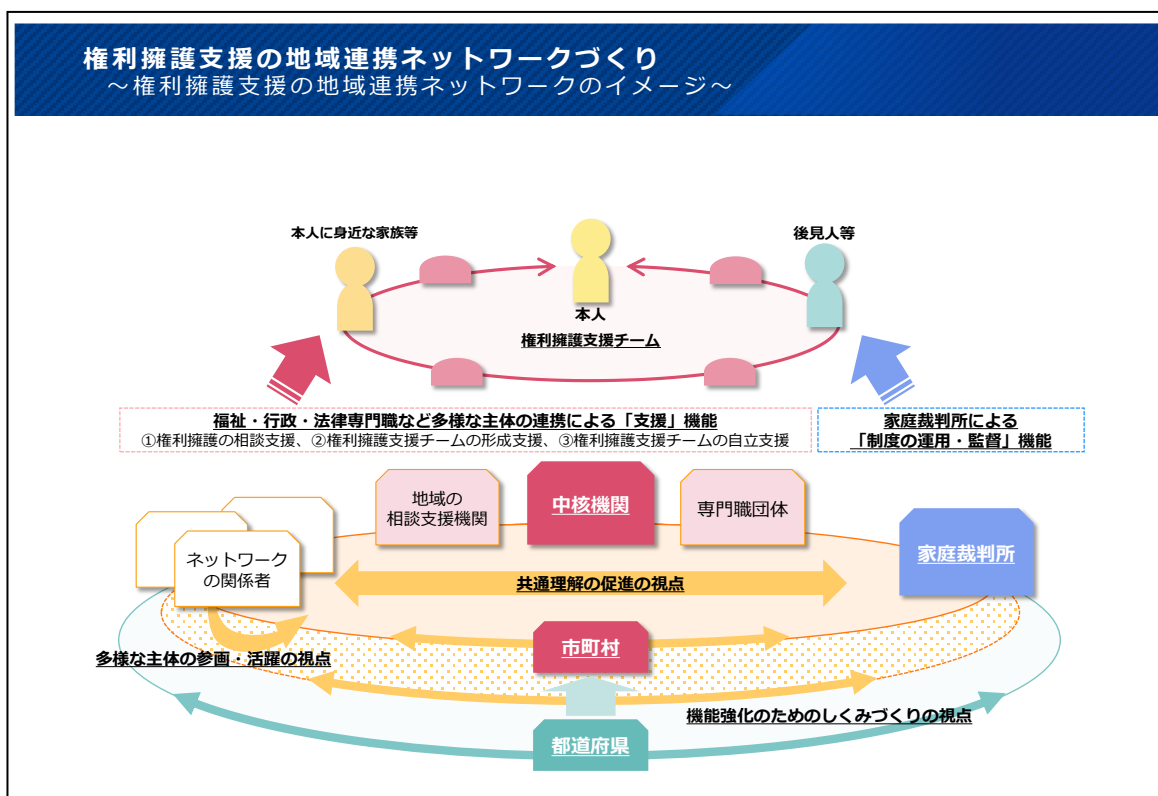 権利擁護支援の地域連携ネットワークづくり
～権利擁護支援の地域連携ネットワークのイメージ～
本人に身近な家族等
後見人等
本人
権利擁護支援チーム
福祉・行政・法律専門職など多様な主体の連携による「支援」機能
①権利擁護の相談支援、②権利擁護支援チームの形成支援、③権利擁護支援チームの自立支援
家庭裁判所による
「制度の運用・監督」機能
地域の
相談支援機関
中核機関
専門職団体
ネットワーク
の関係者
家庭裁判所
共通理解の促進の視点
市町村
多様な主体の参画・活躍の視点
機能強化のためのしくみづくりの視点
都道府県